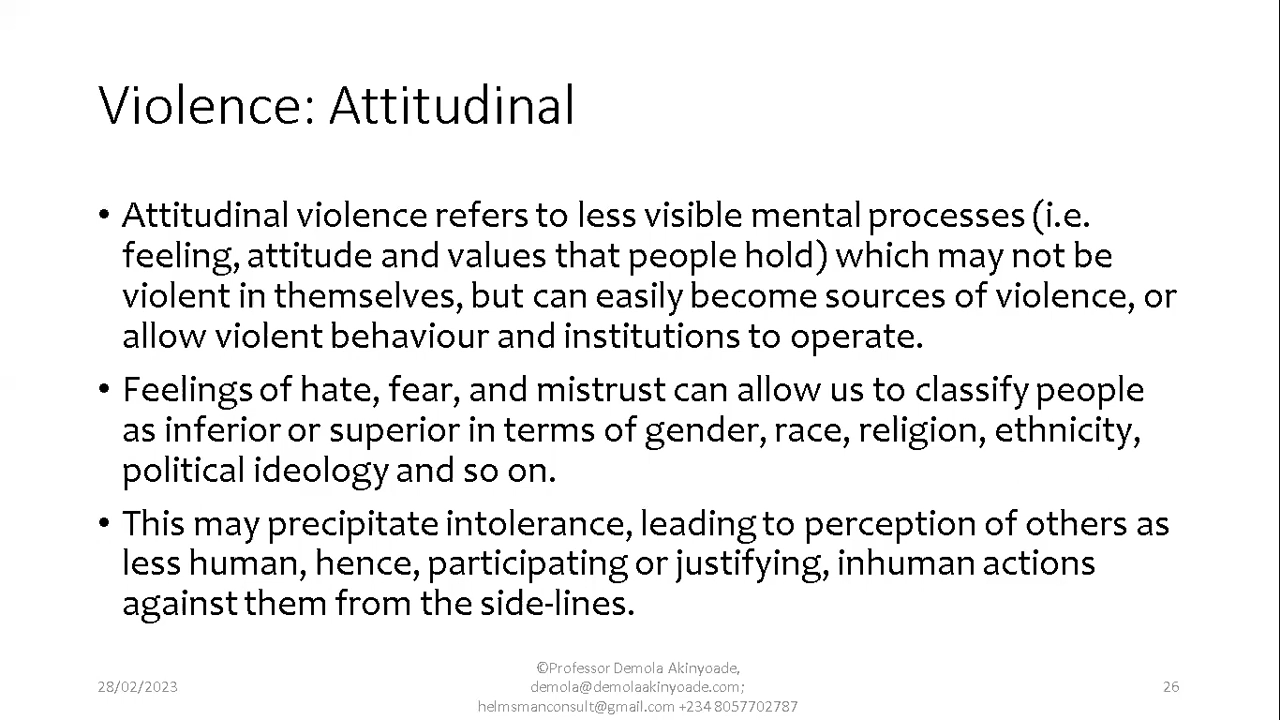 Violence: Attitudinal
• Attitudinal violence refers to less visible mental processes (i.e.
feeling, attitude and values that people hold) which may not be
violent in themselves, but can easily become sources of violence, or
allow violent behaviour and institutions to operate.
• Feelings of hate, fear, and mistrust can allow us to classify people
as inferior or superior in terms of gender, race, religion, ethnicity,
political ideology and so on.
• This may precipitate intolerance, leading to perception of others as
less human, hence, participating or justifying, inhuman actions
against them from the side-lines.
28/02/2023
©Professor Demola Akinyoade,
demola@demolaakinyoade.com;
helmsmanconsult@gmail.com +234 8057702787
26